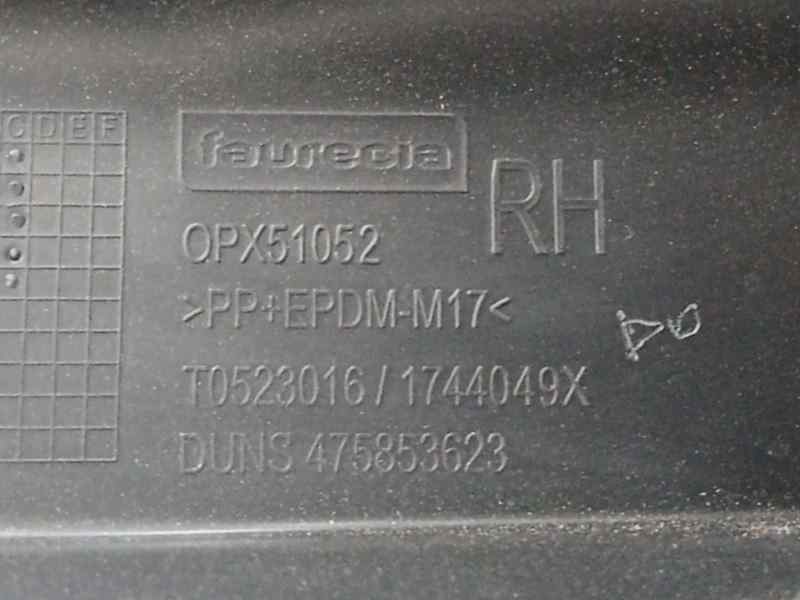 C D E F
faurecia
RH
OPX51052
>PP+EPDM-M17<
T0523016 / 1744049X
DUNS 475853623